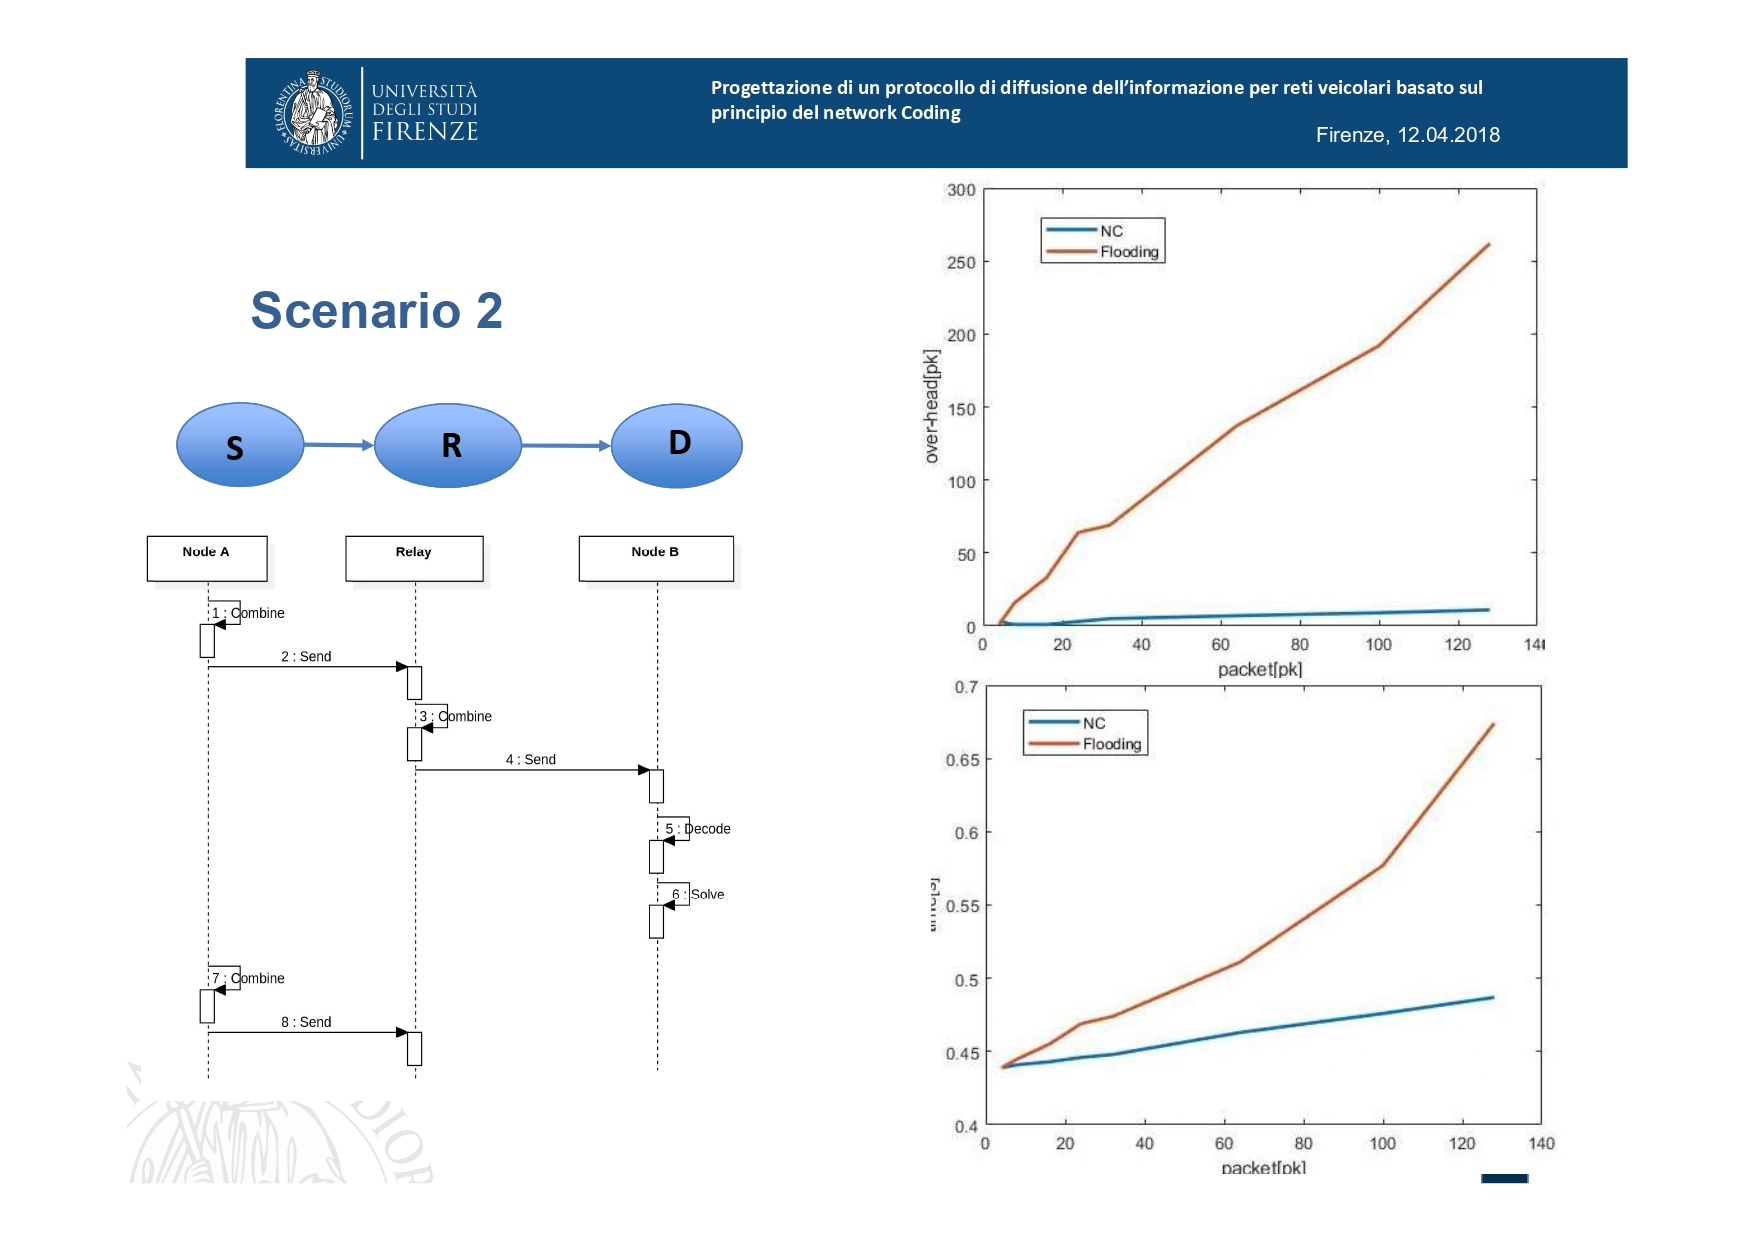 UNIVERSITÀ
DEGLI STUDI
FIRENZE
Progettazione di un protocollo di diffusione dell'informazione per reti veicolari basato sul
principio del network Coding
Firenze, 12.04.2018
Scenario 2
S
R
D
Node A
Relay
Node B
1 : Combine
2 : Send
3 : Combine
4 : Send
5 : Decode
6 : Solve
7 : Combine
8 : Send
300
250
200
150
100
50
0
over-head[pk]
NC
Flooding
0 20 40 60 80 100 120
packet[pk]
0.7
0.65
0.6
0.55
0.5
0.45
0.4
NC
Flooding
0 20 40 60 80 100 120 140
packet[pk]